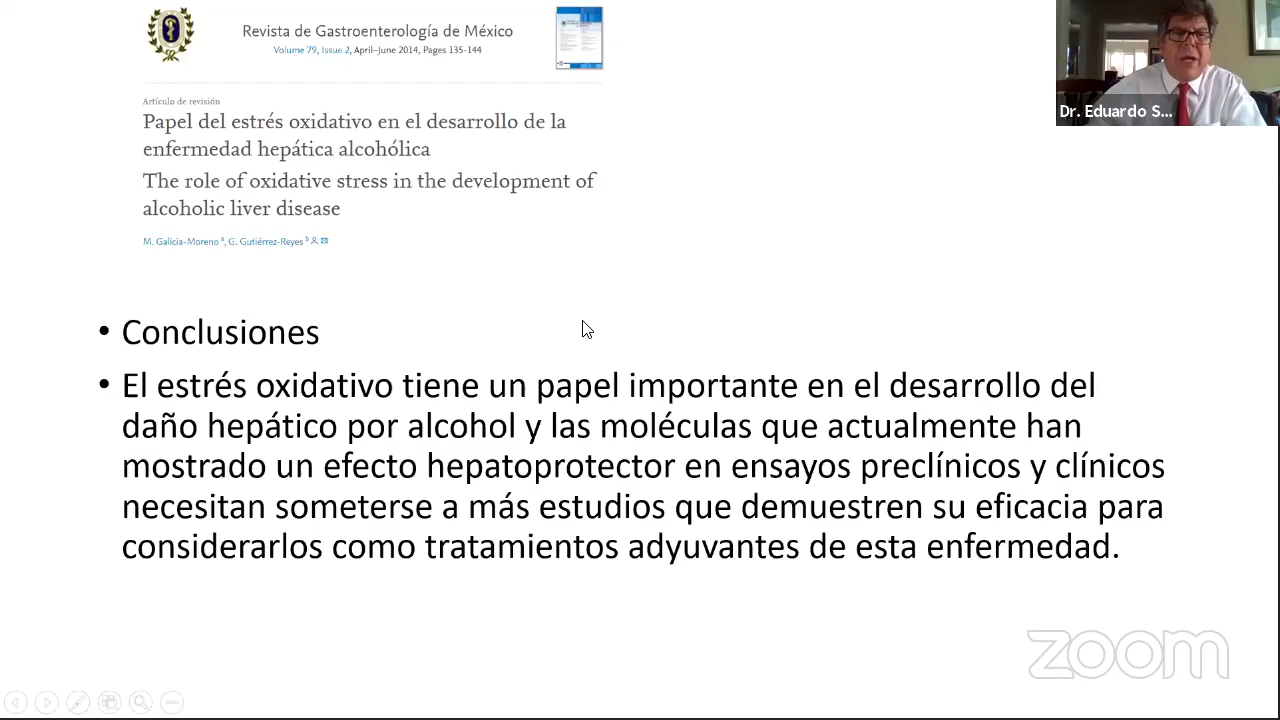 Revista de Gastroenterología de México
Volume 79, Issue 2, April–June 2014, Pages 135-144
Dr. Eduardo S...
Artículo de revisión
Papel del estrés oxidativo en el desarrollo de la
enfermedad hepática alcohólica
The role of oxidative stress in the development of
alcoholic liver disease
M. Galicia-Moreno a, G. Gutiérrez-Reyes b
• Conclusiones
• El estrés oxidativo tiene un papel importante en el desarrollo del
daño hepático por alcohol y las moléculas que actualmente han
mostrado un efecto hepatoprotector en ensayos preclínicos y clínicos
necesitan someterse a más estudios que demuestren su eficacia para
considerarlos como tratamientos adyuvantes de esta enfermedad.
zoom